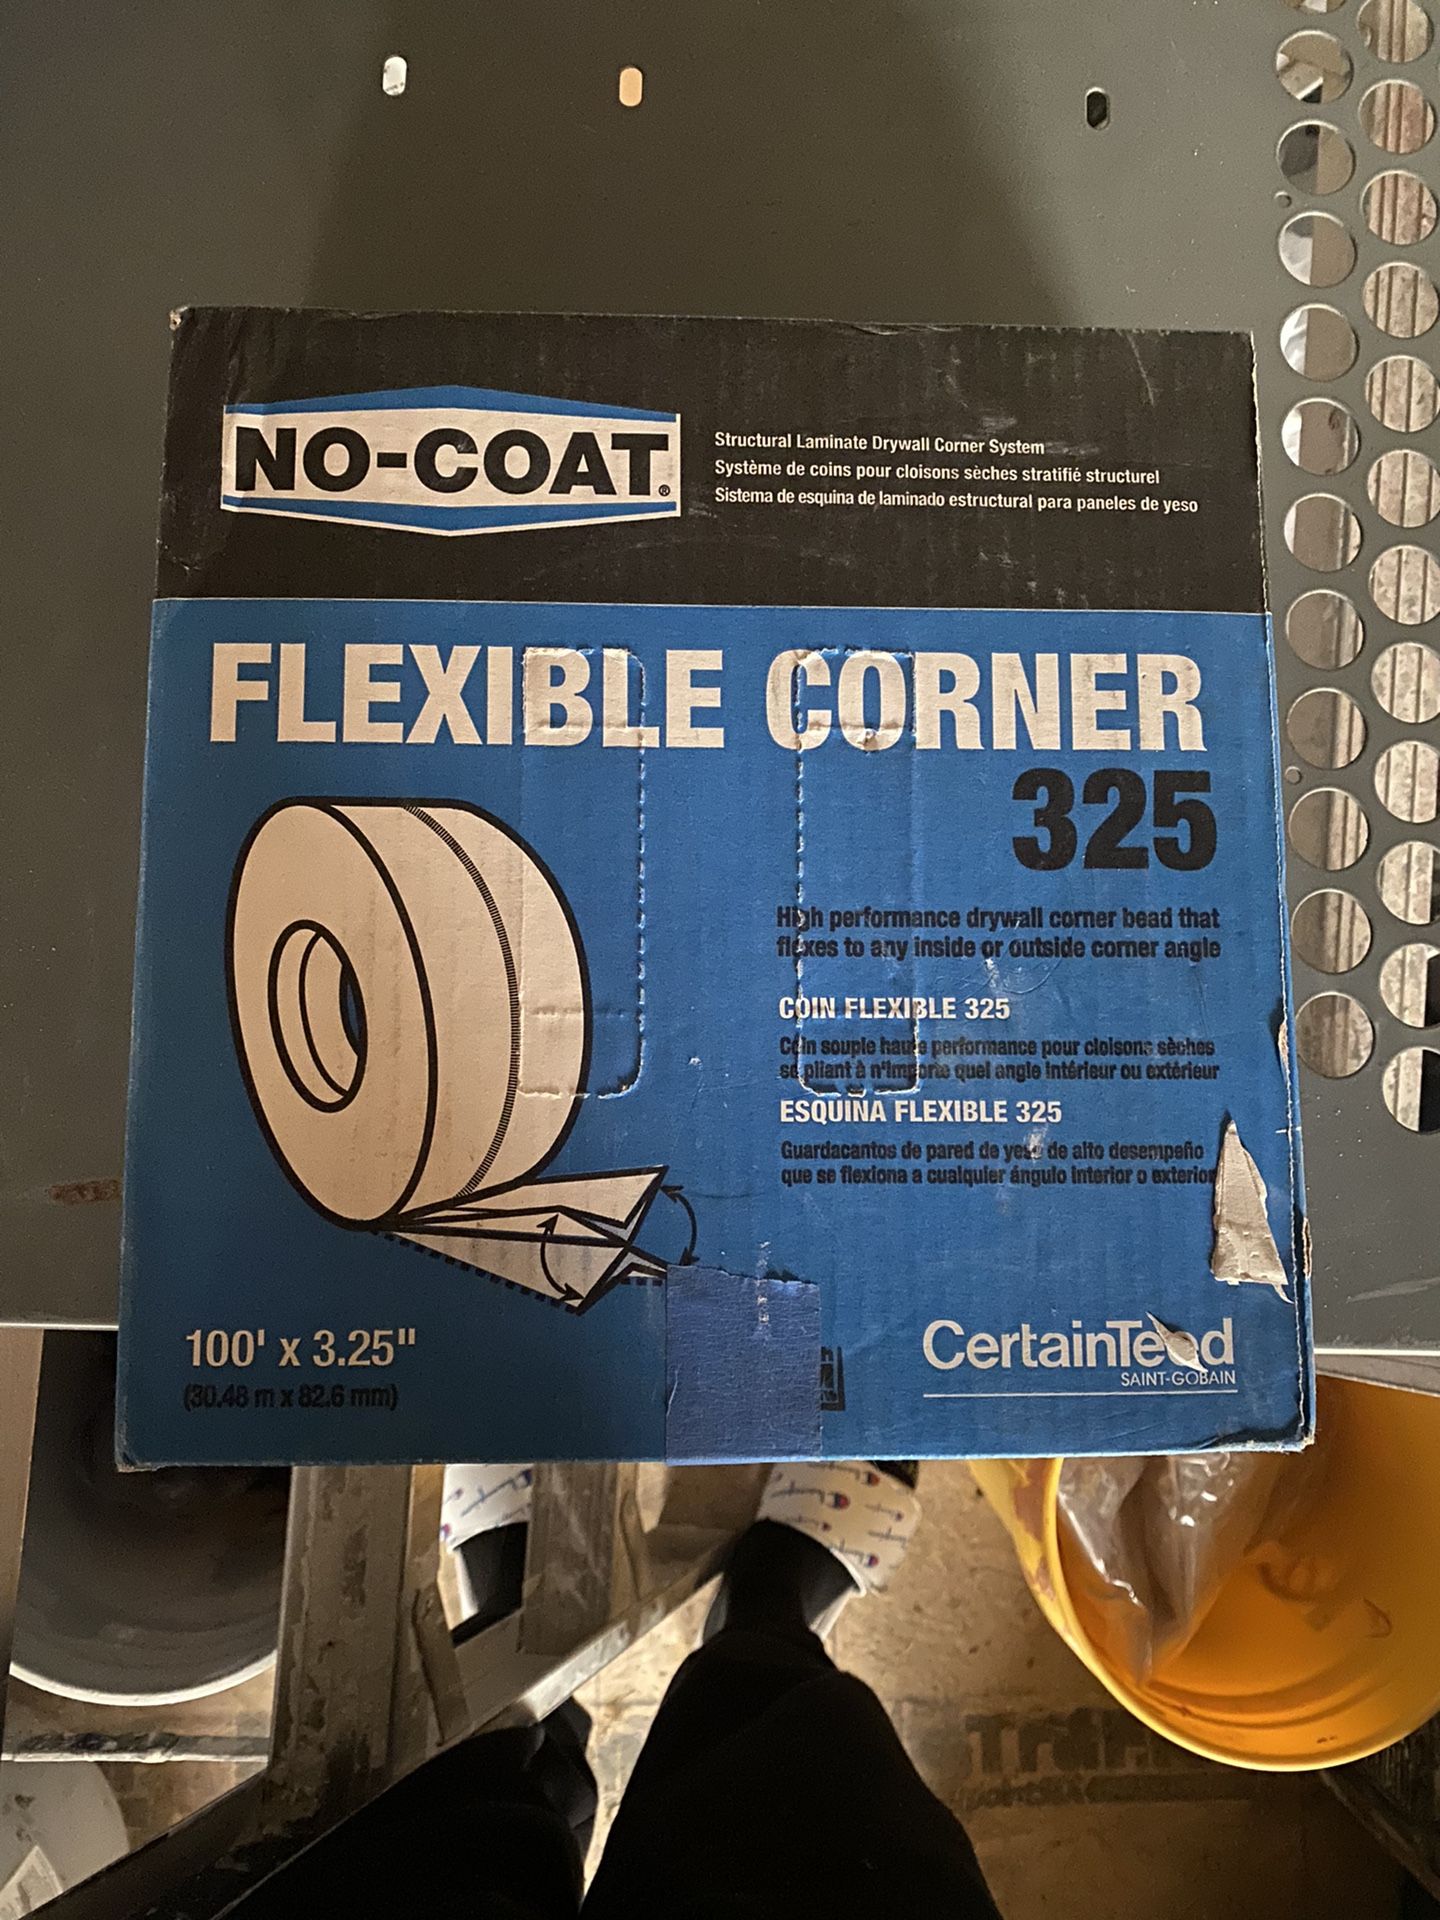 NO-COAT®
Structural Laminate Drywall Corner System
Système de coins pour cloisons sèches stratifié structurel
Sistema de esquina de laminado estructural para paneles de yeso
FLEXIBLE CORNER
325
High performance drywall corner bead that
flexes to any inside or outside corner angle
COIN FLEXIBLE 325
Coin souple haute performance pour cloisons sèches
se pliant à n'importe quel angle intérieur ou extérieur
ESQUINA FLEXIBLE 325
Guardacantos de pared de yeso de alto desempeño
que se flexiona a cualquier ángulo interior o exterior
100' x 3.25"
(30.48 m x 82.6 mm)
CertainTeed
SAINT-GOBAIN